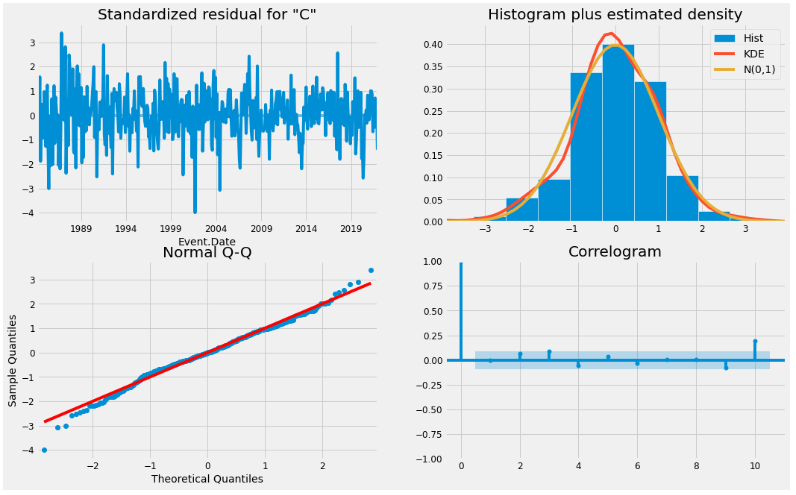 Standardized residual for "C"
3
2
1
0
−1
−2
−3
−4
1989 1994 1999 2004 2009 2014 2019
Event.Date
Histogram plus estimated density
0.40
0.35
0.30
0.25
0.20
0.15
0.10
0.05
0.00
−3 −2 −1 0 1 2 3
Hist
KDE
N(0,1)
Normal Q-Q
Sample Quantiles
3
2
1
0
−1
−2
−3
−4
−2 −1 0 1 2
Theoretical Quantiles
Correlogram
1.00
0.75
0.50
0.25
0.00
−0.25
−0.50
−0.75
−1.00
0 2 4 6 8 10